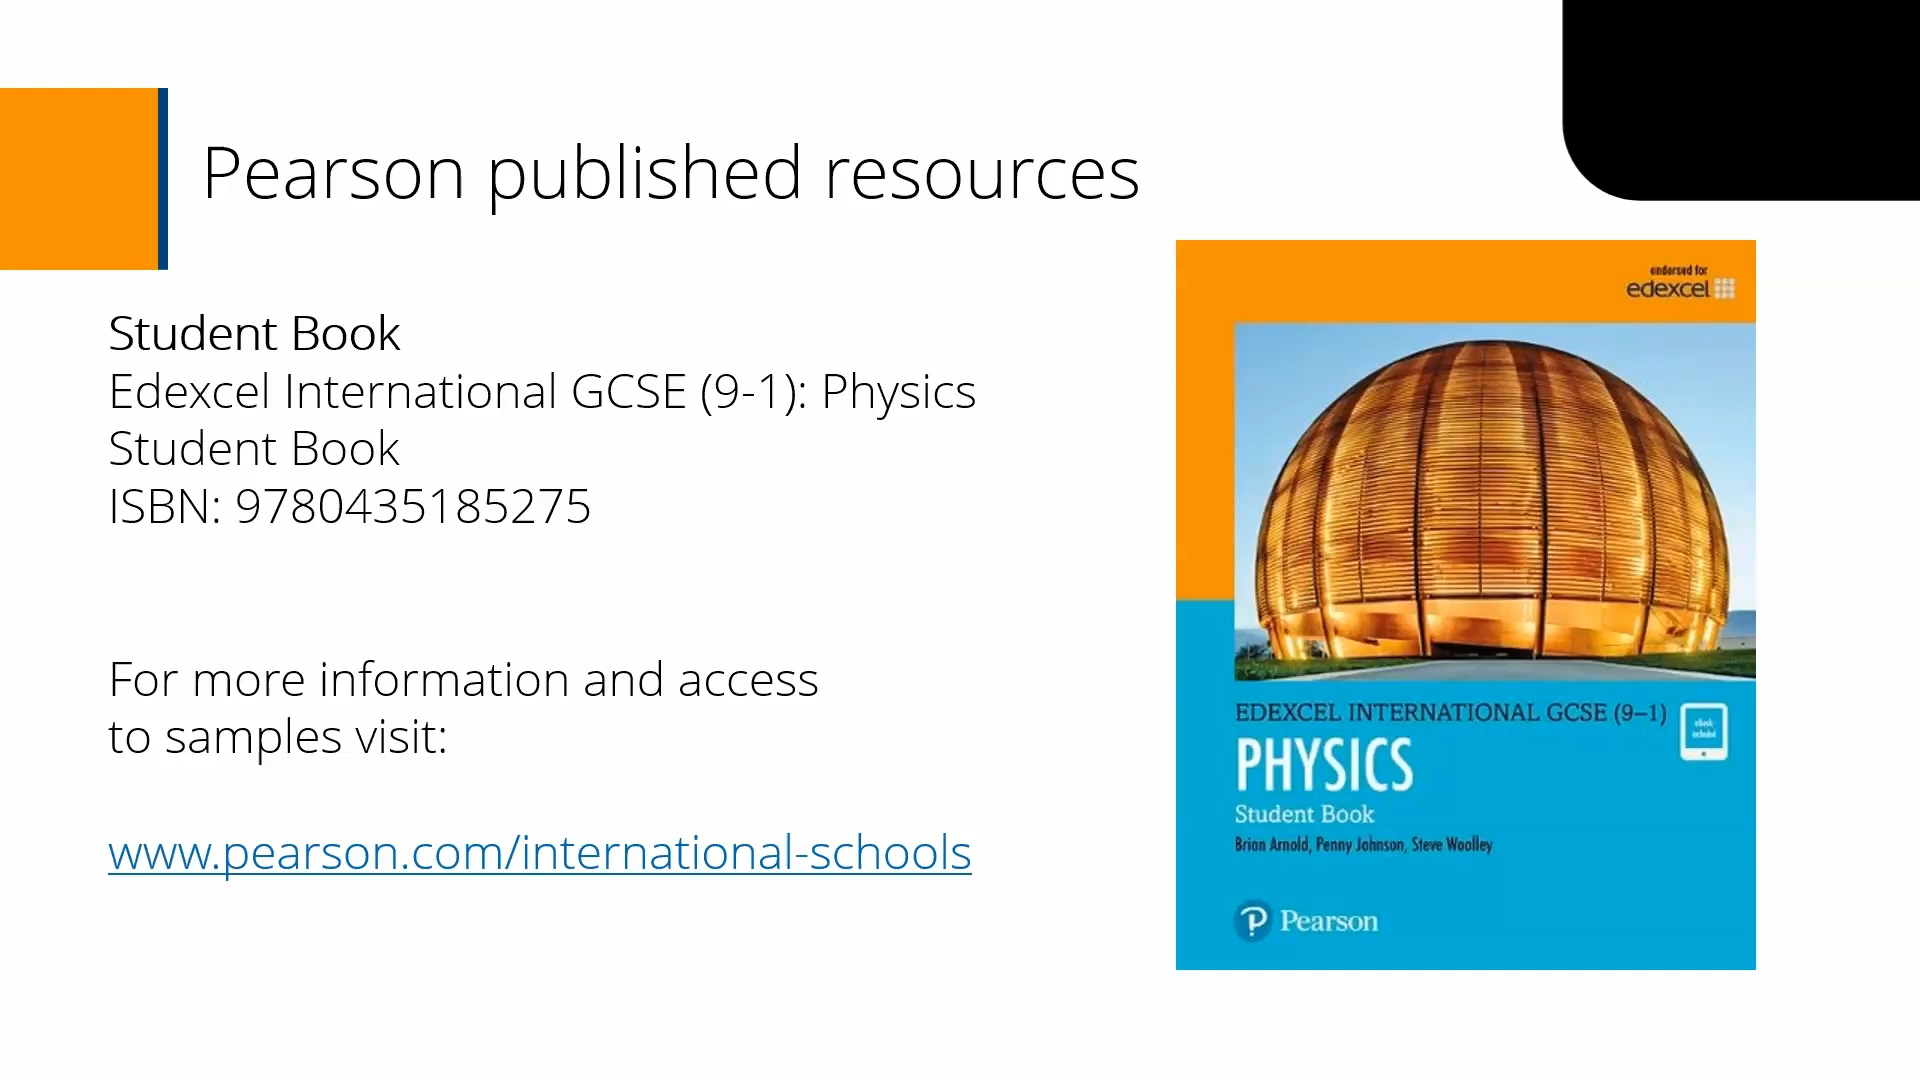 Pearson published resources
Student Book
Edexcel International GCSE (9-1): Physics
Student Book
ISBN: 9780435185275
For more information and access
to samples visit:
www.pearson.com/international-schools
endorsed for
edexcel
EDEXCEL INTERNATIONAL GCSE (9–1)
eBook
included
PHYSICS
Student Book
Brian Arnold, Penny Johnson, Steve Woolley
Pearson